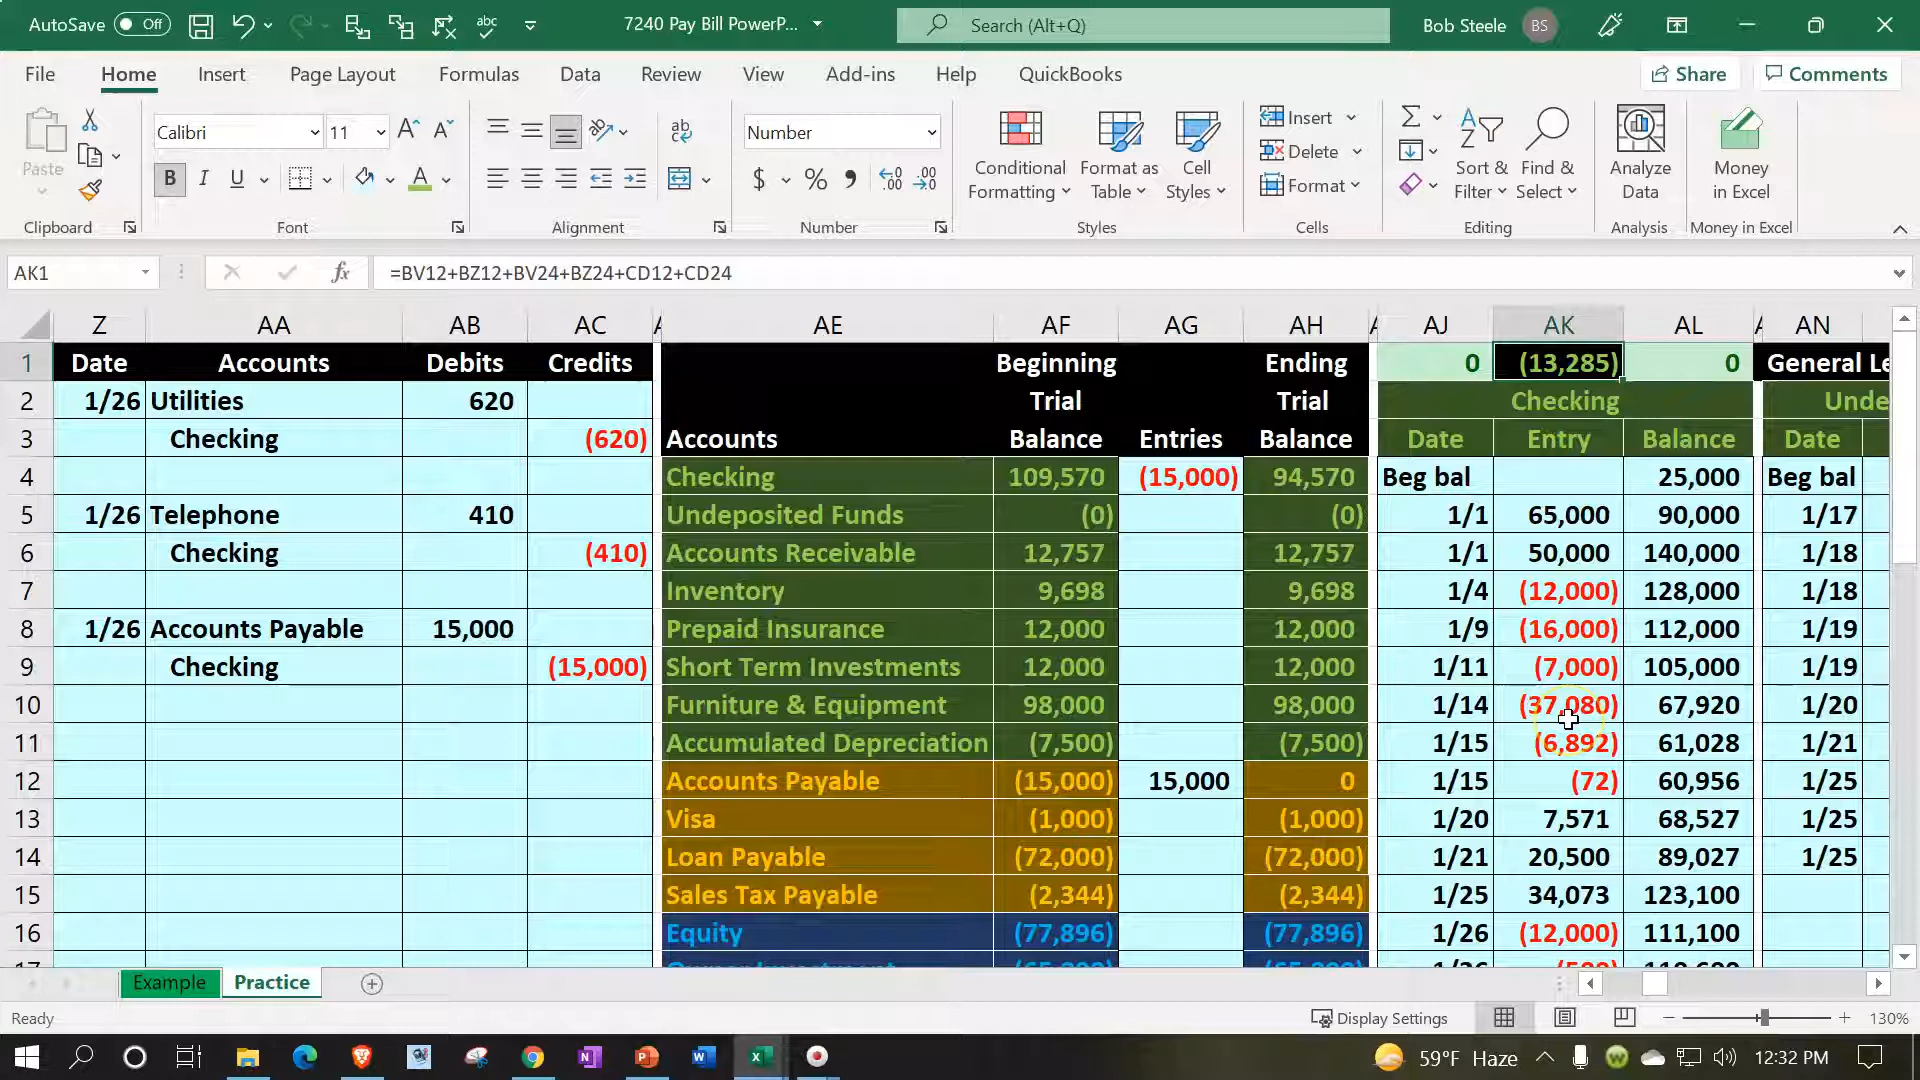 AutoSave Off 7240 Pay Bill PowerP... Search (Alt+Q) Bob Steele BS
File Home Insert Page Layout Formulas Data Review View Add-ins Help QuickBooks Share Comments
Paste Calibri 11 Number Conditional Formatting Format as Table Cell Styles Insert Delete Format Sort & Filter Find & Select Analyze Data Money in Excel
Clipboard Font Alignment Number Styles Cells Editing Analysis Money in Excel
AK1 fx =BV12+BZ12+BV24+BZ24+CD12+CD24
Z AA AB AC AE AF AG AH AJ AK AL AN
1 Date Accounts Debits Credits Beginning Ending 0 (13,285) 0 General Le
2 1/26 Utilities 620 Trial Trial Checking Unde
3 Checking (620) Accounts Balance Entries Balance Date Entry Balance Date
4 Checking 109,570 (15,000) 94,570 Beg bal 25,000 Beg bal
5 1/26 Telephone 410 Undeposited Funds (0) (0) 1/1 65,000 90,000 1/17
6 Checking (410) Accounts Receivable 12,757 12,757 1/1 50,000 140,000 1/18
7 Inventory 9,698 9,698 1/4 (12,000) 128,000 1/18
8 1/26 Accounts Payable 15,000 Prepaid Insurance 12,000 12,000 1/9 (16,000) 112,000 1/19
9 Checking (15,000) Short Term Investments 12,000 12,000 1/11 (7,000) 105,000 1/19
10 Furniture & Equipment 98,000 98,000 1/14 (37,080) 67,920 1/20
11 Accumulated Depreciation (7,500) (7,500) 1/15 (6,892) 61,028 1/21
12 Accounts Payable (15,000) 15,000 0 1/15 (72) 60,956 1/25
13 Visa (1,000) (1,000) 1/20 7,571 68,527 1/25
14 Loan Payable (72,000) (72,000) 1/21 20,500 89,027 1/25
15 Sales Tax Payable (2,344) (2,344) 1/25 34,073 123,100
16 Equity (77,896) (77,896) 1/26 (12,000) 111,100
Example Practice
Ready Display Settings 130%
59°F Haze 12:32 PM